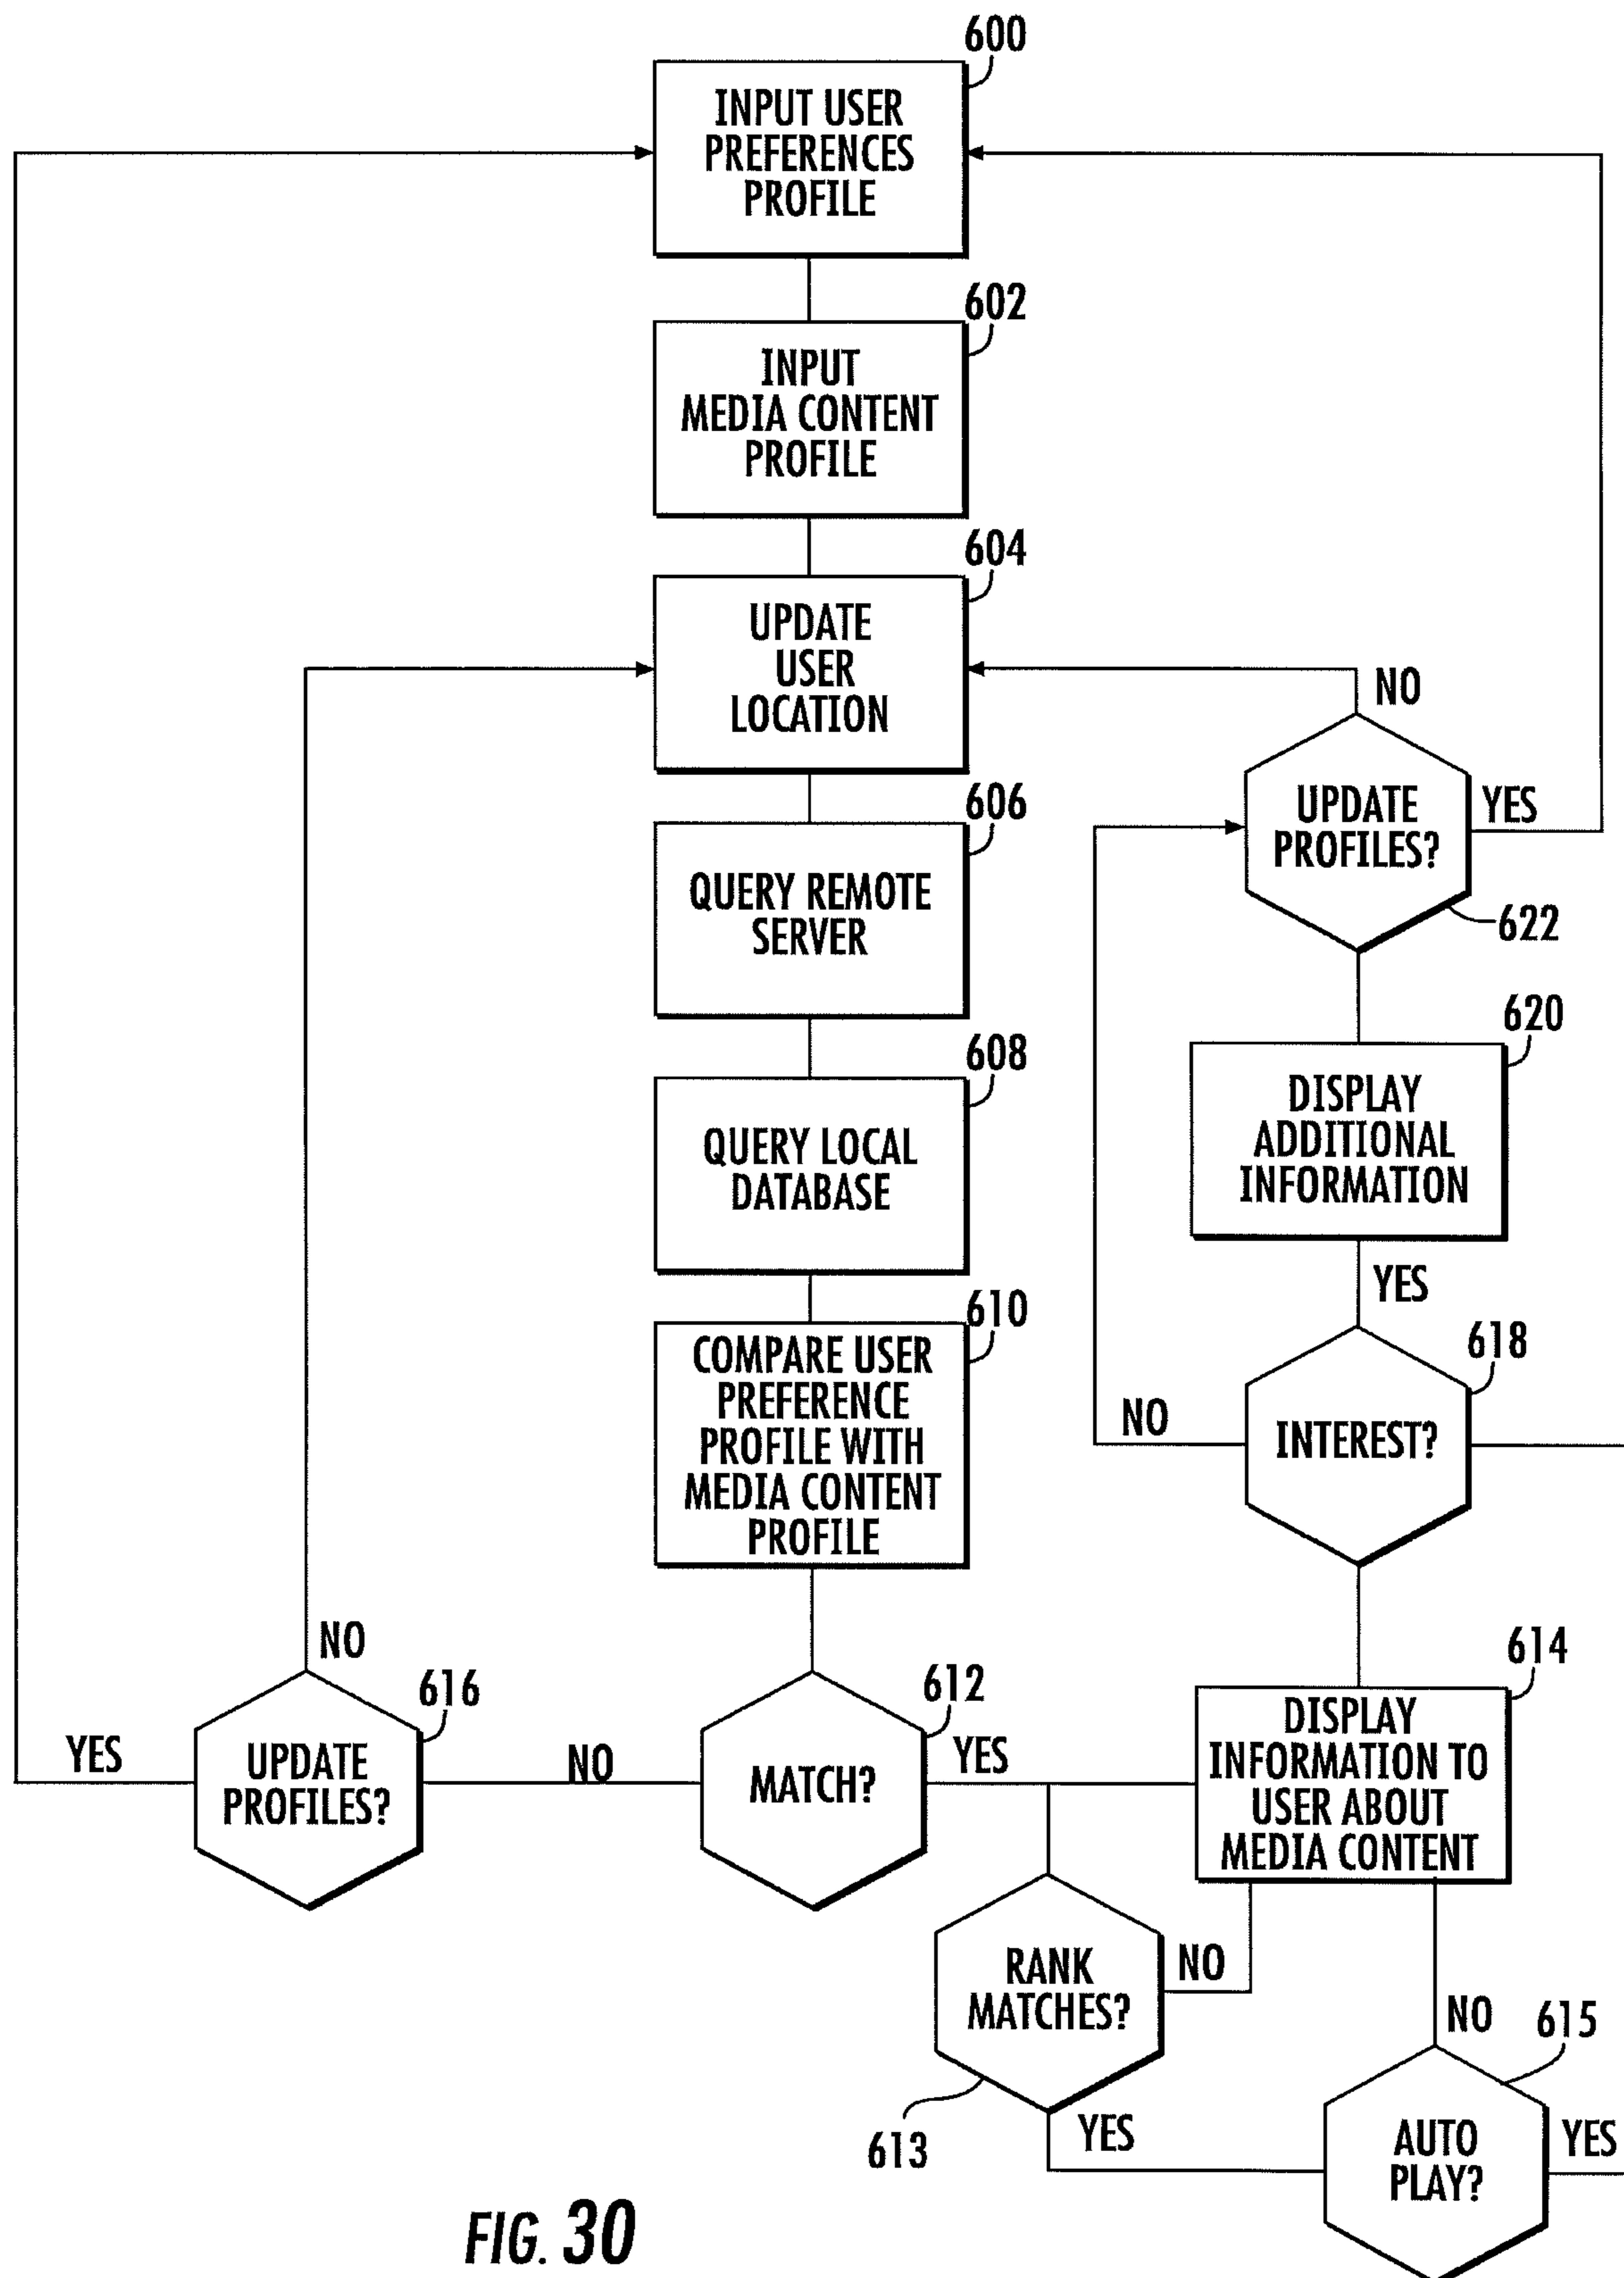 600
INPUT USER
PREFERENCES
PROFILE
602
INPUT
MEDIA CONTENT
PROFILE
604
UPDATE
USER
LOCATION
NO
606
UPDATE
PROFILES?
YES
622
QUERY REMOTE
SERVER
620
608
DISPLAY
ADDITIONAL
INFORMATION
QUERY LOCAL
DATABASE
YES
610
618
COMPARE USER
PREFERENCE
PROFILE WITH
MEDIA CONTENT
PROFILE
NO
INTEREST?
NO
616
612
614
YES
UPDATE
PROFILES?
NO
MATCH?
YES
DISPLAY
INFORMATION TO
USER ABOUT
MEDIA CONTENT
RANK
MATCHES?
NO
NO
615
613
YES
AUTO
PLAY?
YES
FIG. 30